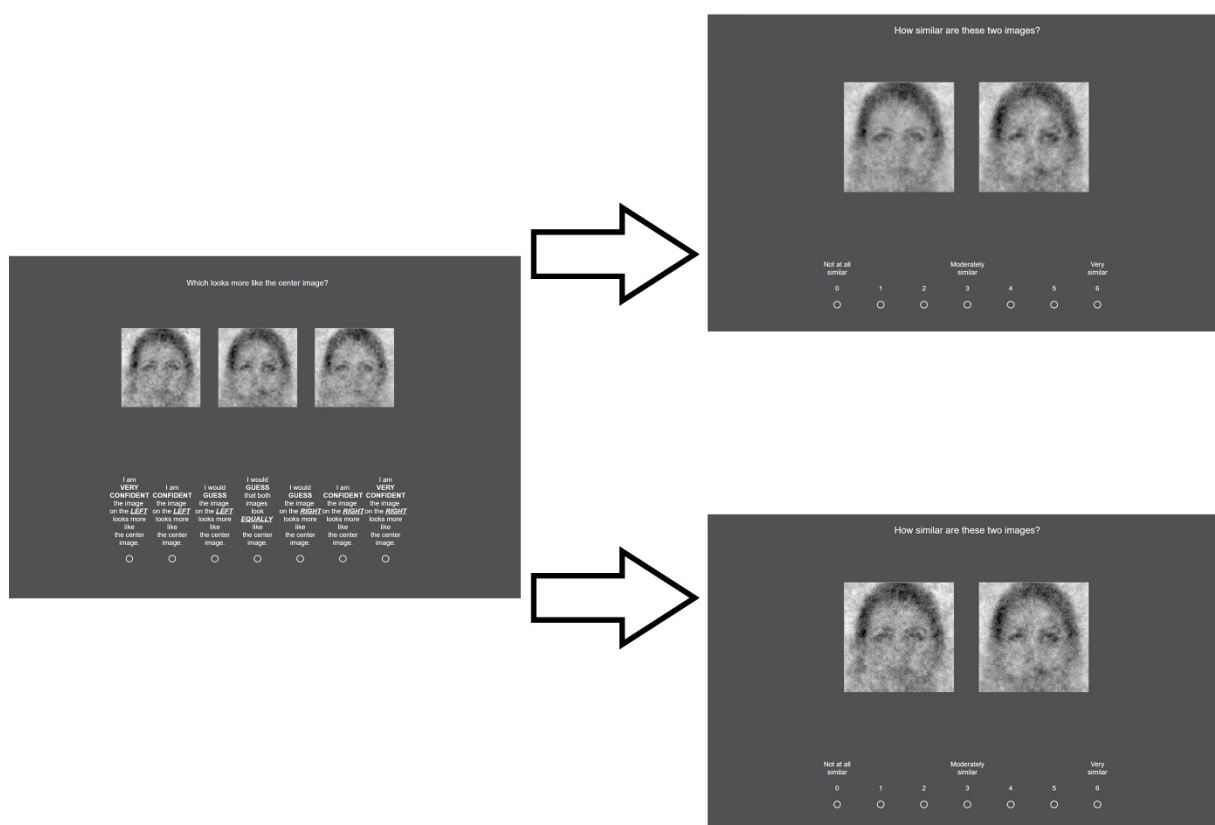 Which looks more like the center image?
I am
VERY
CONFIDENT
the image
on the LEFT
looks more
like
the center
image.
I am
CONFIDENT
the image
on the LEFT
looks more
like
the center
image.
I would
GUESS
the image
on the LEFT
looks more
like
the center
image.
I would
GUESS
that both
images
look
EQUALLY
like
the center
image.
I would
GUESS
the image
on the RIGHT
looks more
like
the center
image.
I am
CONFIDENT
the image
on the RIGHT
looks more
like
the center
image.
I am
VERY
CONFIDENT
the image
on the RIGHT
looks more
like
the center
image.
How similar are these two images?
Not at all
similar
Moderately
similar
Very
similar
0 1 2 3 4 5 6
How similar are these two images?
Not at all
similar
Moderately
similar
Very
similar
0 1 2 3 4 5 6